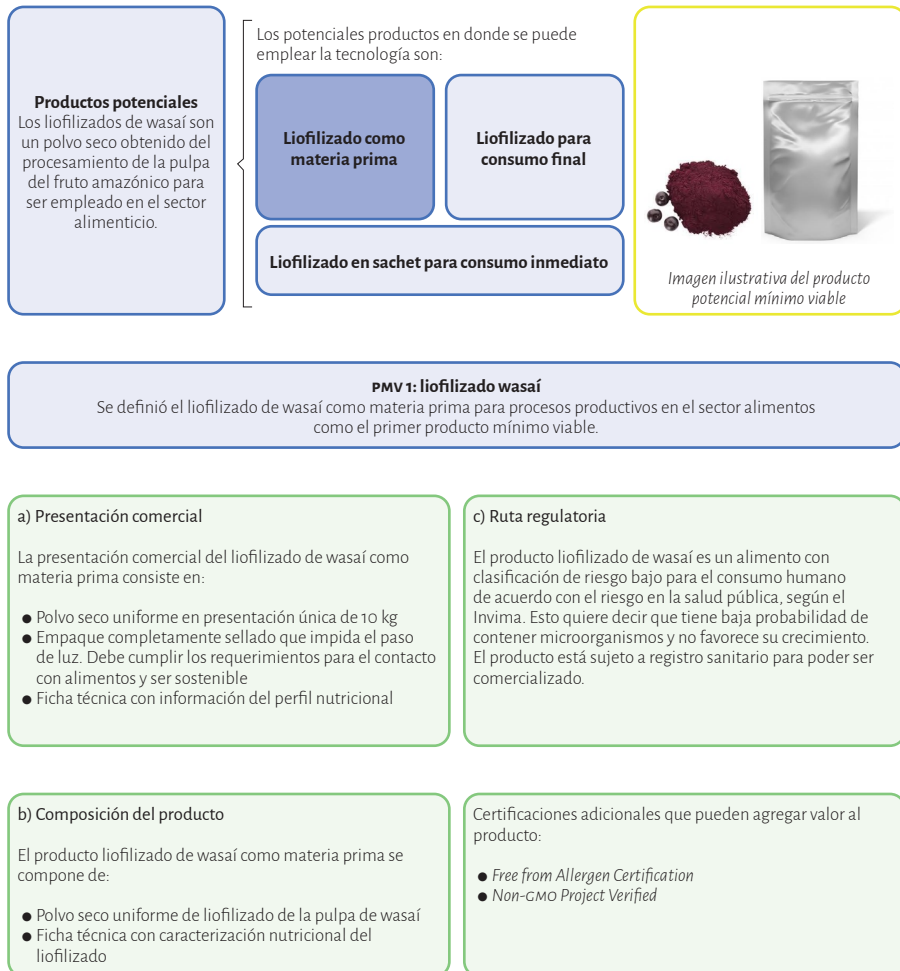 Productos potenciales
Los liofilizados de wasaí son
un polvo seco obtenido del
procesamiento de la pulpa
del fruto amazónico para
ser empleado en el sector
alimenticio.
Los potenciales productos en donde se puede
emplear la tecnología son:
Liofilizado como
materia prima
Liofilizado para
consumo final
Liofilizado en sachet para consumo inmediato
Imagen ilustrativa del producto
potencial mínimo viable
PMV 1: liofilizado wasaí
Se definió el liofilizado de wasaí como materia prima para procesos productivos en el sector alimentos
como el primer producto mínimo viable.
a) Presentación comercial
La presentación comercial del liofilizado de wasaí como
materia prima consiste en:
● Polvo seco uniforme en presentación única de 10 kg
● Empaque completamente sellado que impida el paso
de luz. Debe cumplir los requerimientos para el contacto
con alimentos y ser sostenible
● Ficha técnica con información del perfil nutricional
c) Ruta regulatoria
El producto liofilizado de wasaí es un alimento con
clasificación de riesgo bajo para el consumo humano
de acuerdo con el riesgo en la salud pública, según el
Invima. Esto quiere decir que tiene baja probabilidad de
contener microorganismos y no favorece su crecimiento.
El producto está sujeto a registro sanitario para poder ser
comercializado.
b) Composición del producto
El producto liofilizado de wasaí como materia prima se
compone de:
● Polvo seco uniforme de liofilizado de la pulpa de wasaí
● Ficha técnica con caracterización nutricional del
liofilizado
Certificaciones adicionales que pueden agregar valor al
producto:
● Free from Allergen Certification
● Non-GMO Project Verified